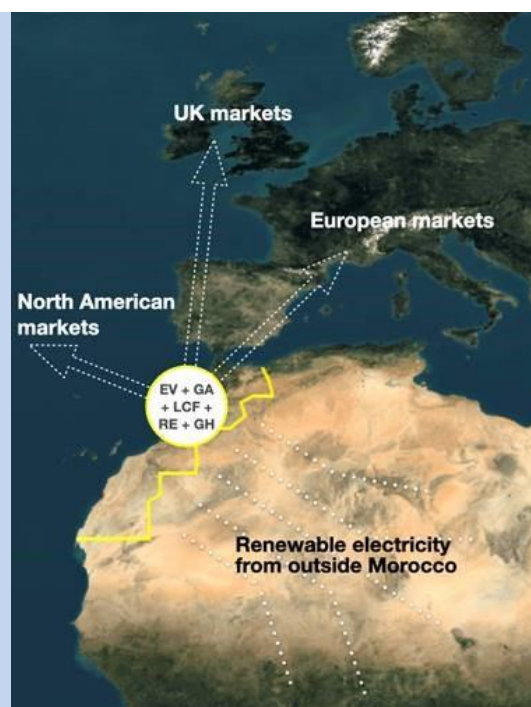 UK markets
European markets
North American
markets
EV + GA
+ LCF +
RE + GH
Renewable electricity
from outside Morocco